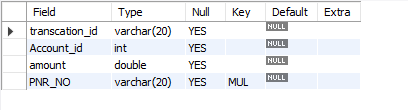 Field Type Null Key Default Extra
transcation_id varchar(20) YES NULL
Account_id int YES NULL
amount double YES NULL
PNR_NO varchar(20) YES MUL NULL